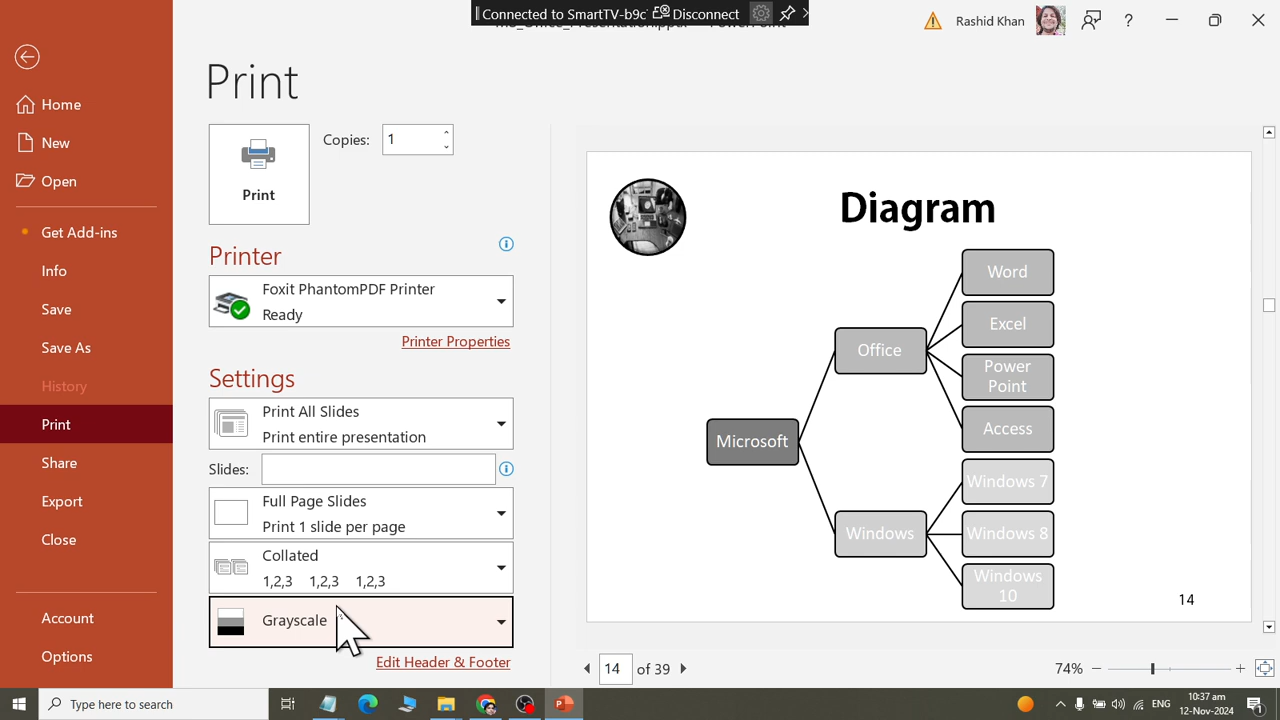 Connected to SmartTV-b9c Disconnect
Rashid Khan
?
Print
Home
New
Open
Get Add-ins
Info
Save
Save As
History
Print
Share
Export
Close
Account
Options
Print
Copies: 1
Printer
Foxit PhantomPDF Printer
Ready
Printer Properties
Settings
Print All Slides
Print entire presentation
Slides:
Full Page Slides
Print 1 slide per page
Collated
1,2,3 1,2,3 1,2,3
Grayscale
Edit Header & Footer
Diagram
Microsoft
Office
Windows
Word
Excel
Power
Point
Access
Windows 7
Windows 8
Windows
10
14
14 of 39
74%
Type here to search
ENG
10:37 am
12-Nov-2024
1